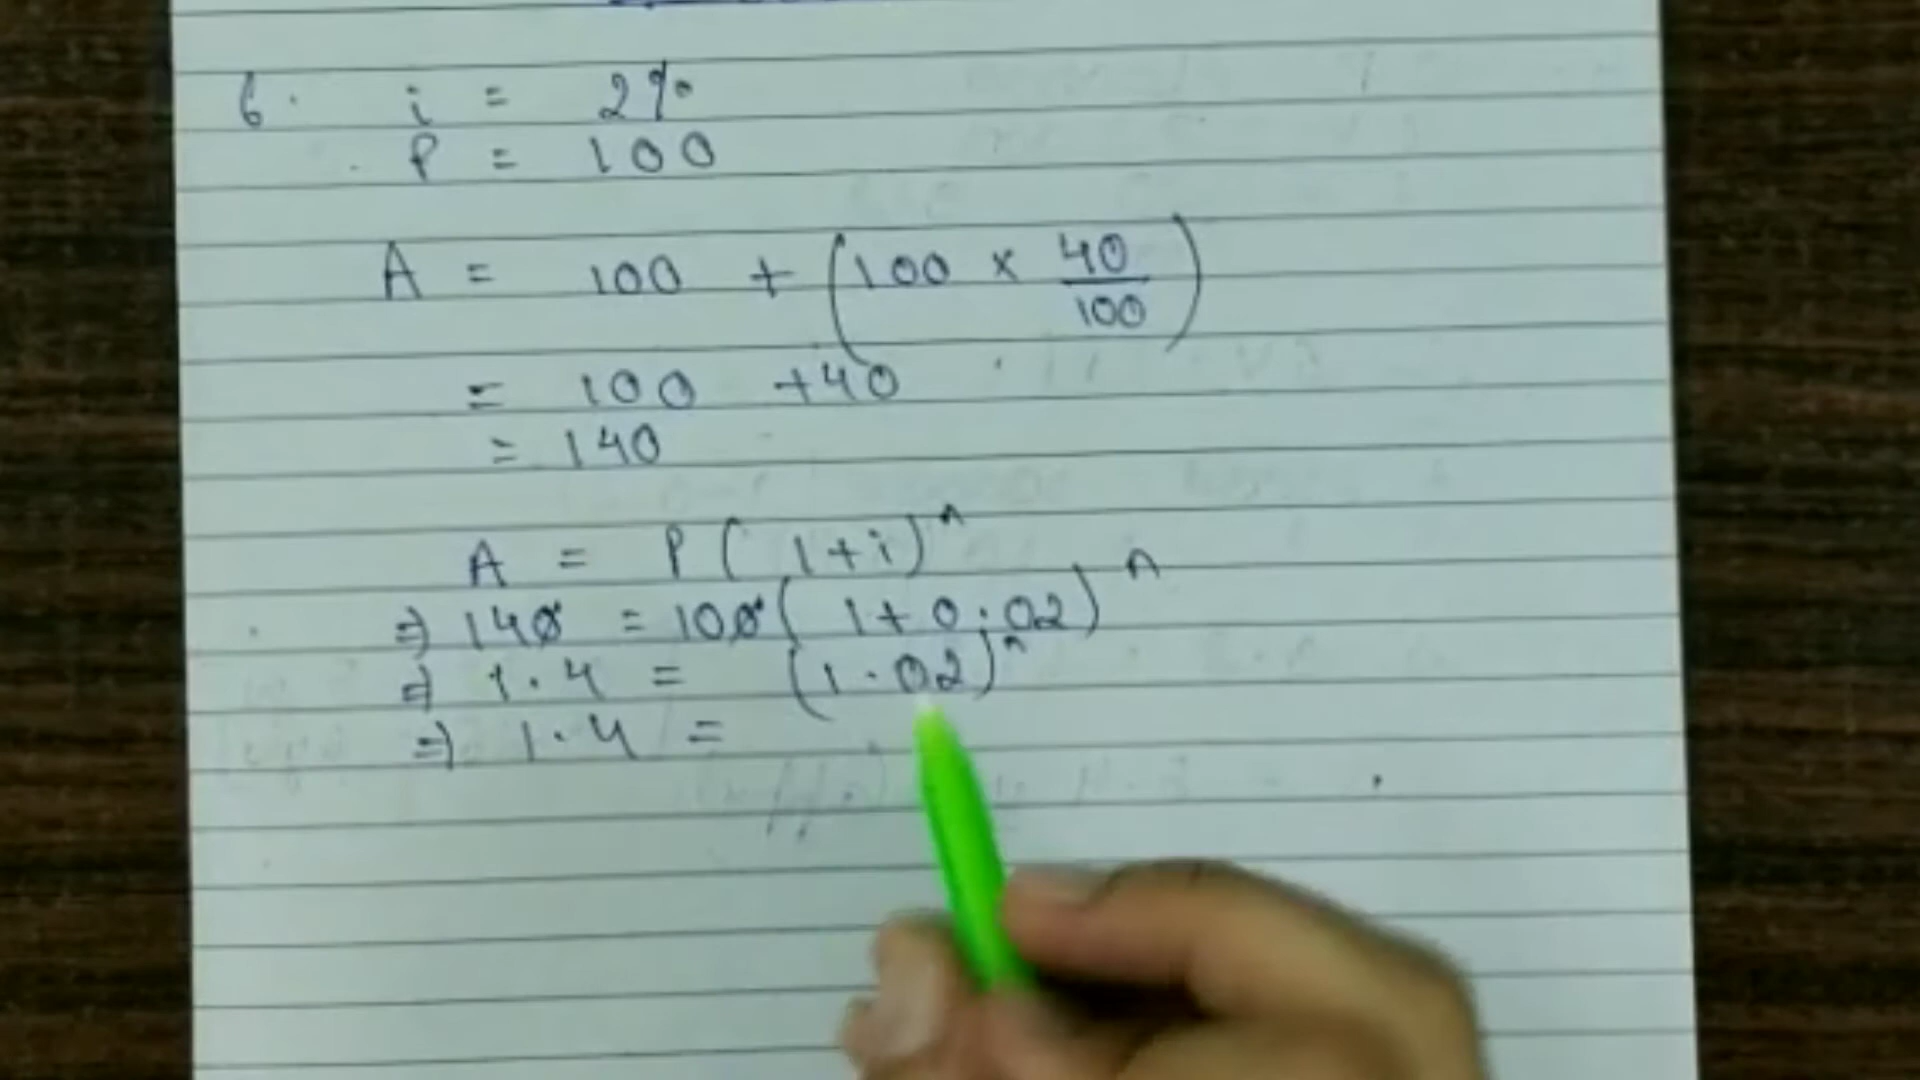 6. i = 2%
P = 100
A = 100 + (100 × 40/100)
= 100 +40
= 140
A = P(1+i)^n
⇒ 140 = 100(1+0.02)^n
⇒ 1.4 = (1.02)^n
⇒ 1.4 =